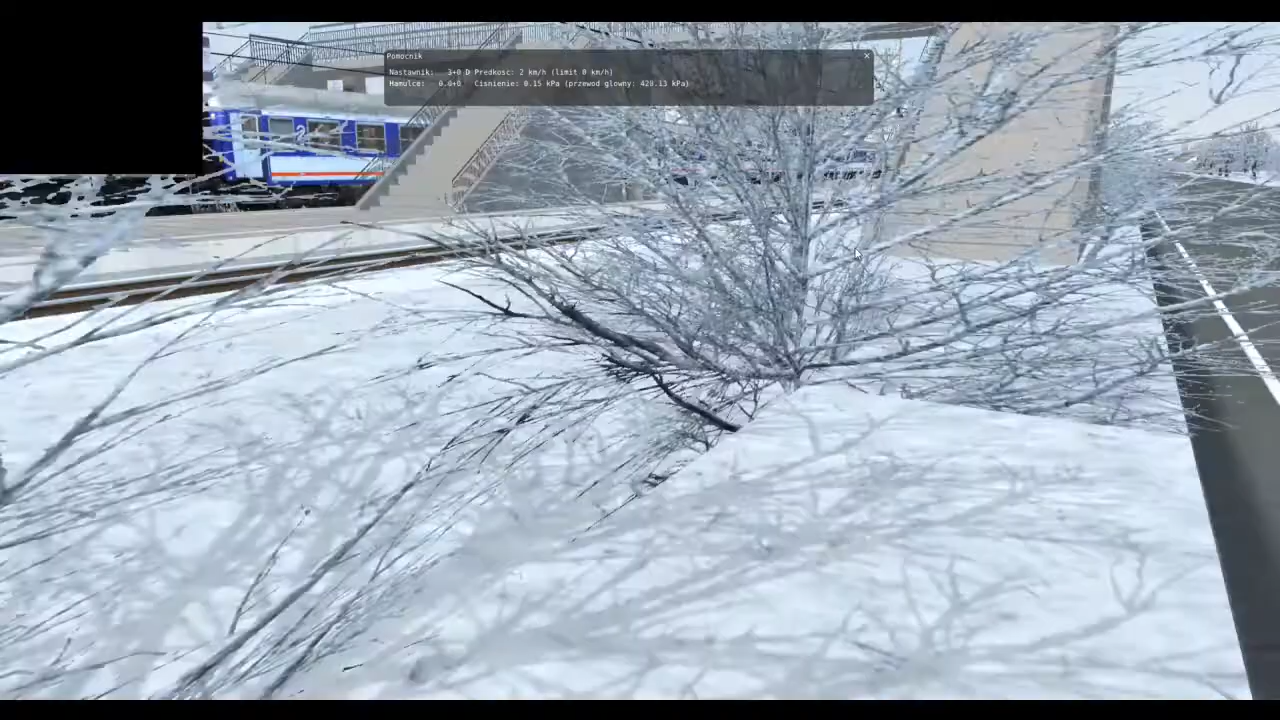 Pomocnik
Nastawnik: 3+0 D Predkosc: 2 km/h (limit 0 km/h)
Hamulce: 0.0+0 Cisnienie: 0.15 kPa (przewod glowny: 420.13 kPa)
2